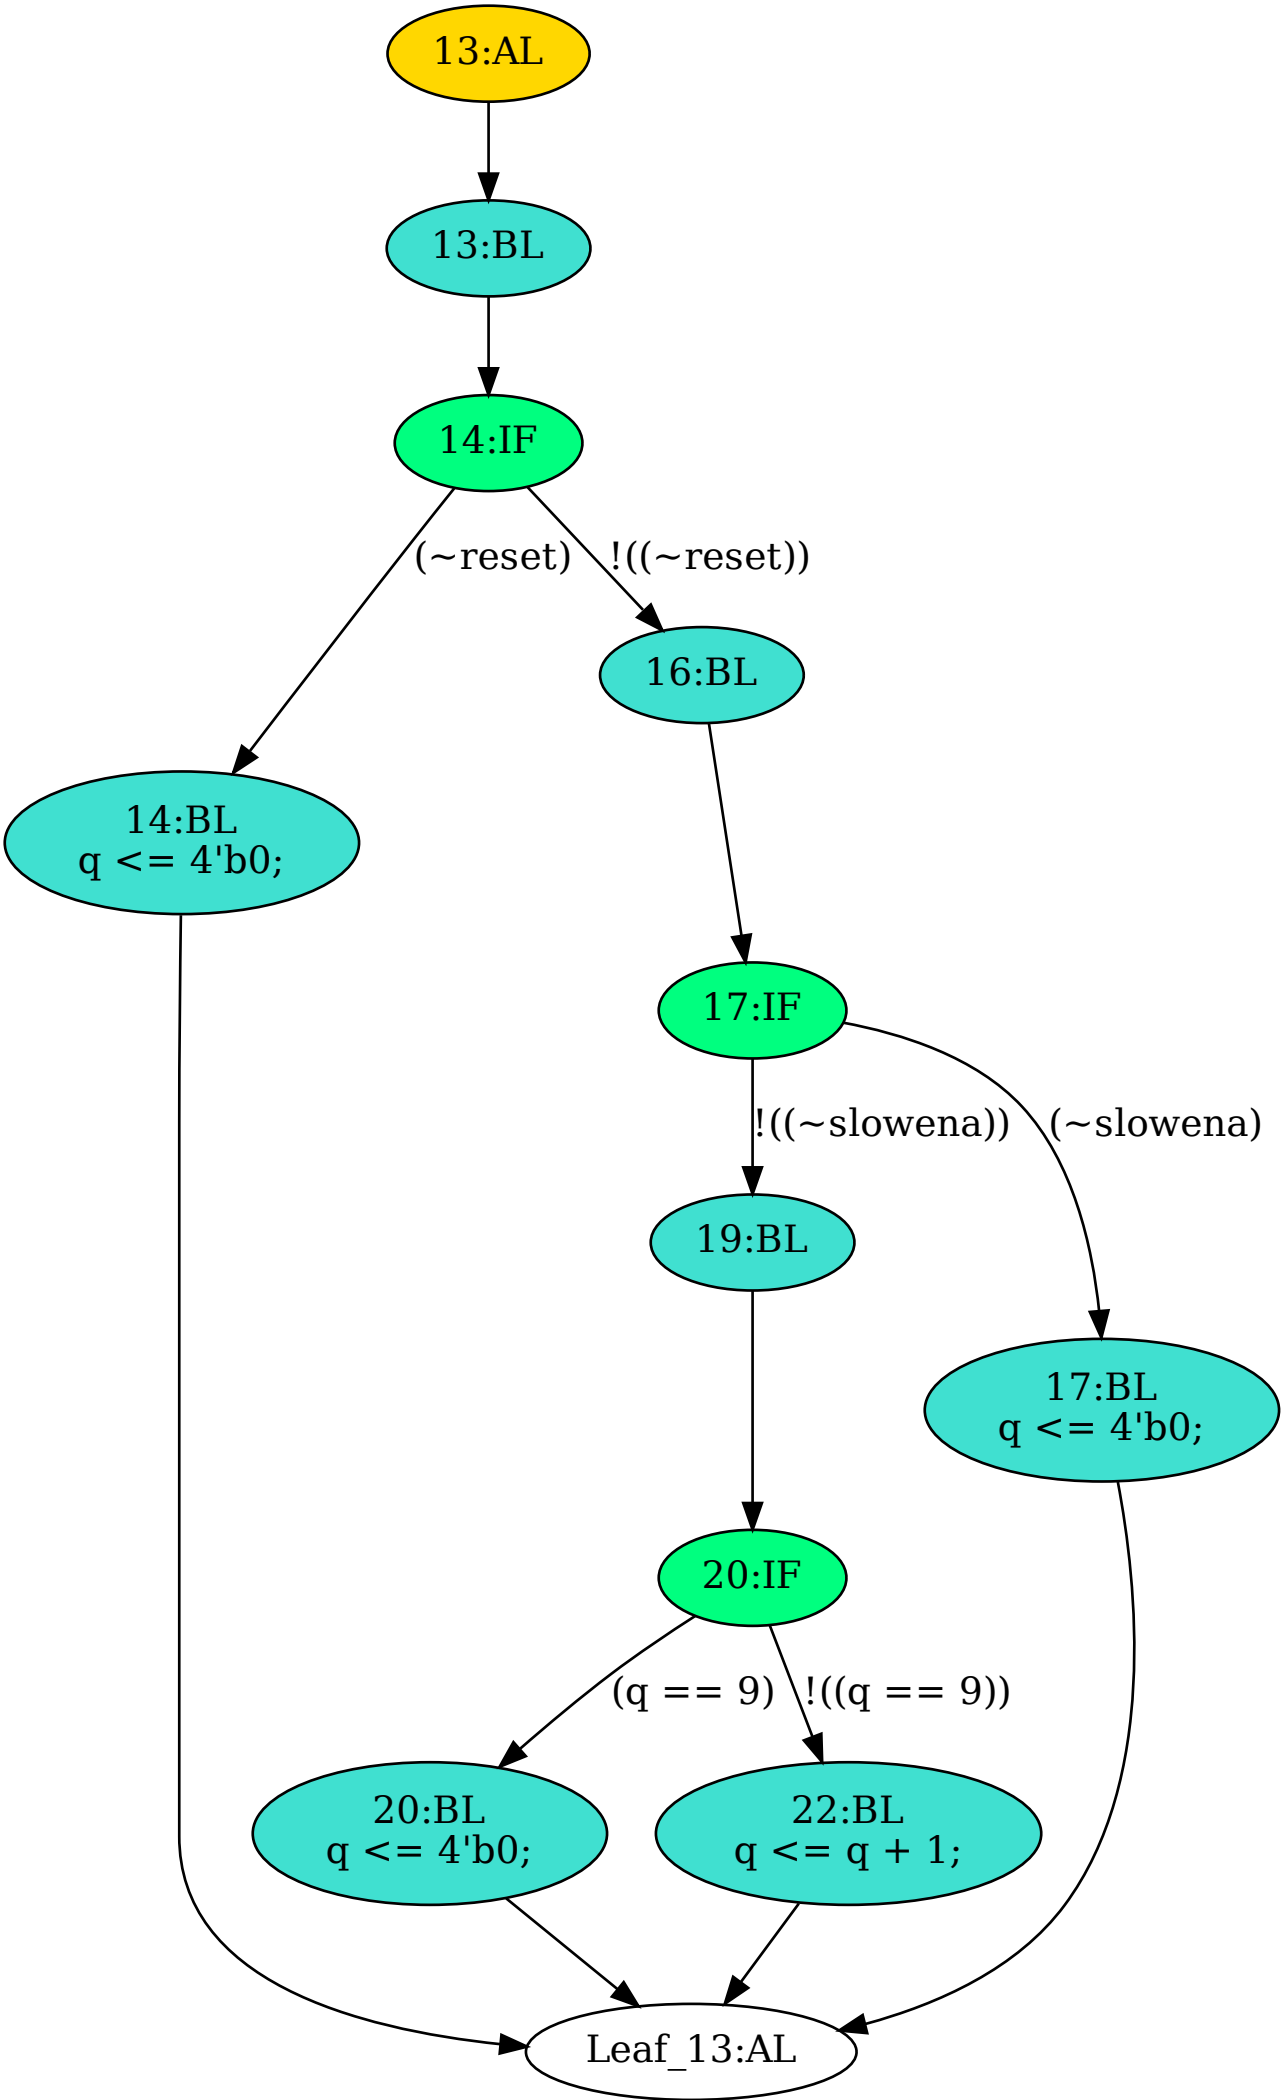 13:AL
13:BL
14:IF
(~reset)
!((~reset))
16:BL
14:BL
q <= 4'b0;
17:IF
!((~slowena))
(~slowena)
19:BL
17:BL
q <= 4'b0;
20:IF
(q == 9)
!((q == 9))
20:BL
q <= 4'b0;
22:BL
q <= q + 1;
Leaf_13:AL